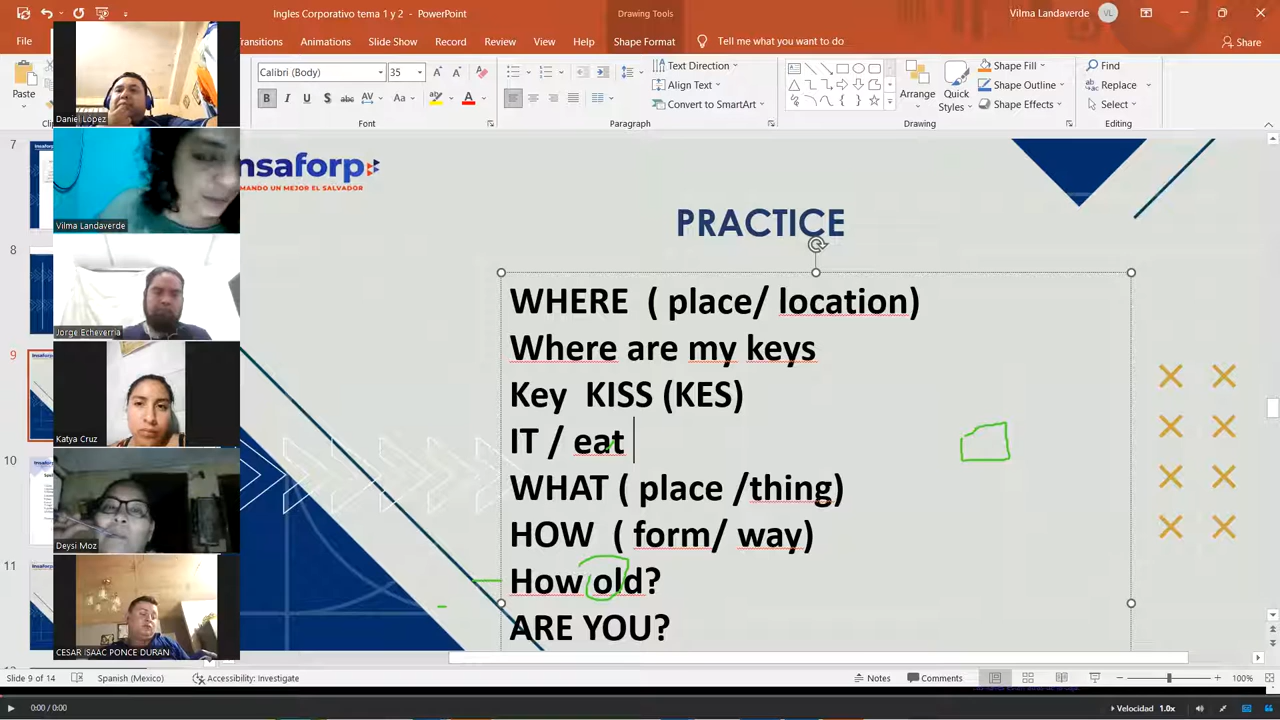 Ingles Corporativo tema 1 y 2 - PowerPoint
Drawing Tools
Vilma Landaverde
VL
File
Transitions
Animations
Slide Show
Record
Review
View
Help
Shape Format
Tell me what you want to do
Share
Paste
Calibri (Body)
35
Text Direction
Align Text
Convert to SmartArt
Arrange
Quick
Styles
Shape Fill
Shape Outline
Shape Effects
Find
Replace
Select
Font
Paragraph
Drawing
Editing
Daniel López
Vilma Landaverde
Jorge Echeverria
Katya Cruz
Deysi Moz
CESAR ISAAC PONCE DURAN
7
8
9
10
11
nsaforp
MANDO UN MEJOR EL SALVADOR
PRACTICE
WHERE ( place/ location)
Where are my keys
Key KISS (KES)
IT / eat
WHAT ( place /thing)
HOW ( form/ way)
How old?
ARE YOU?
Slide 9 of 14
Spanish (Mexico)
Accessibility: Investigate
Notes
Comments
100%
0:00 / 0:00
Velocidad 1.0x